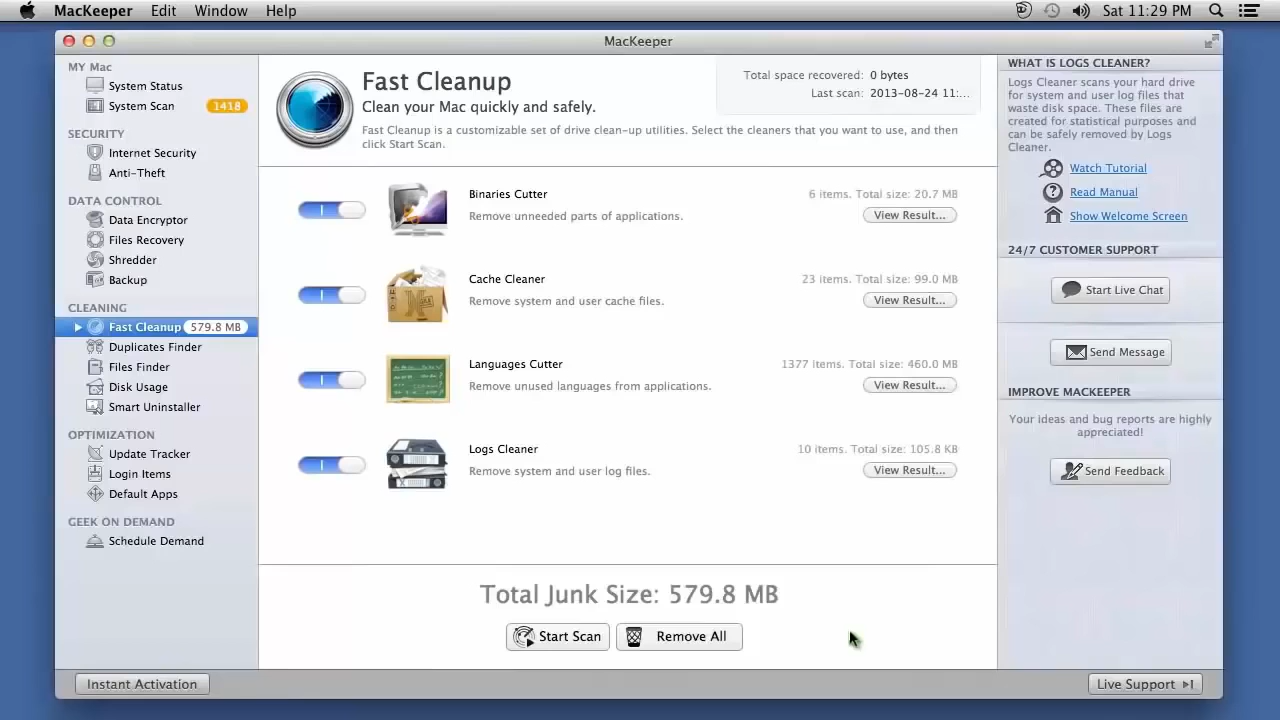 MacKeeper Edit Window Help
Sat 11:29 PM
MacKeeper
MY Mac
System Status
System Scan 1418
SECURITY
Internet Security
Anti-Theft
DATA CONTROL
Data Encryptor
Files Recovery
Shredder
Backup
CLEANING
Fast Cleanup 579.8 MB
Duplicates Finder
Files Finder
Disk Usage
Smart Uninstaller
OPTIMIZATION
Update Tracker
Login Items
Default Apps
GEEK ON DEMAND
Schedule Demand
Instant Activation
Fast Cleanup
Clean your Mac quickly and safely.
Fast Cleanup is a customizable set of drive clean-up utilities. Select the cleaners that you want to use, and then
click Start Scan.
Total space recovered: 0 bytes
Last scan: 2013-08-24 11:...
Binaries Cutter
Remove unneeded parts of applications.
6 items. Total size: 20.7 MB
View Result...
Cache Cleaner
Remove system and user cache files.
23 items. Total size: 99.0 MB
View Result...
Languages Cutter
Remove unused languages from applications.
1377 items. Total size: 460.0 MB
View Result...
Logs Cleaner
Remove system and user log files.
10 items. Total size: 105.8 KB
View Result...
Total Junk Size: 579.8 MB
Start Scan
Remove All
WHAT IS LOGS CLEANER?
Logs Cleaner scans your hard drive
for system and user log files that
waste disk space. These files are
created for statistical purposes and
can be safely removed by Logs
Cleaner.
Watch Tutorial
Read Manual
Show Welcome Screen
24/7 CUSTOMER SUPPORT
Start Live Chat
Send Message
IMPROVE MACKEEPER
Your ideas and bug reports are highly
appreciated!
Send Feedback
Live Support